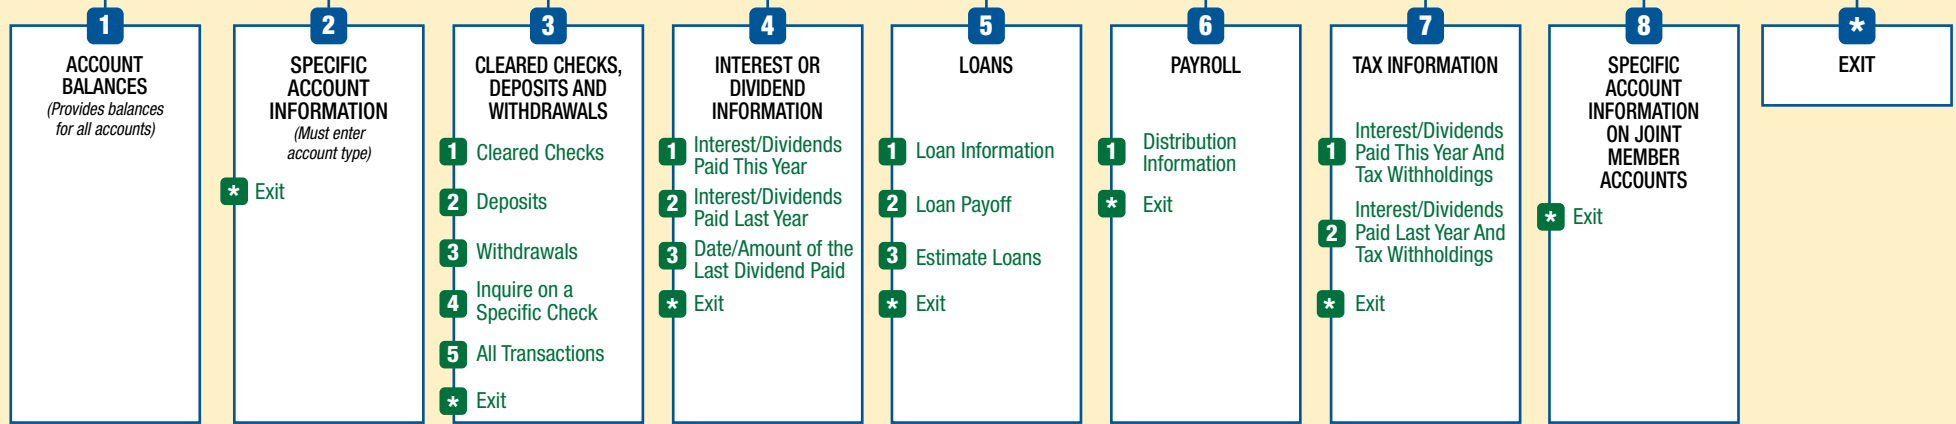 1
ACCOUNT
BALANCES
(Provides balances
for all accounts)
2
SPECIFIC
ACCOUNT
INFORMATION
(Must enter
account type)
* Exit
3
CLEARED CHECKS,
DEPOSITS AND
WITHDRAWALS
1 Cleared Checks
2 Deposits
3 Withdrawals
4 Inquire on a
Specific Check
5 All Transactions
* Exit
4
INTEREST OR
DIVIDEND
INFORMATION
1 Interest/Dividends
Paid This Year
2 Interest/Dividends
Paid Last Year
3 Date/Amount of the
Last Dividend Paid
* Exit
5
LOANS
1 Loan Information
2 Loan Payoff
3 Estimate Loans
* Exit
6
PAYROLL
1 Distribution
Information
* Exit
7
TAX INFORMATION
1 Interest/Dividends
Paid This Year And
Tax Withholdings
2 Interest/Dividends
Paid Last Year And
Tax Withholdings
* Exit
8
SPECIFIC
ACCOUNT
INFORMATION
ON JOINT
MEMBER
ACCOUNTS
* Exit
*
EXIT